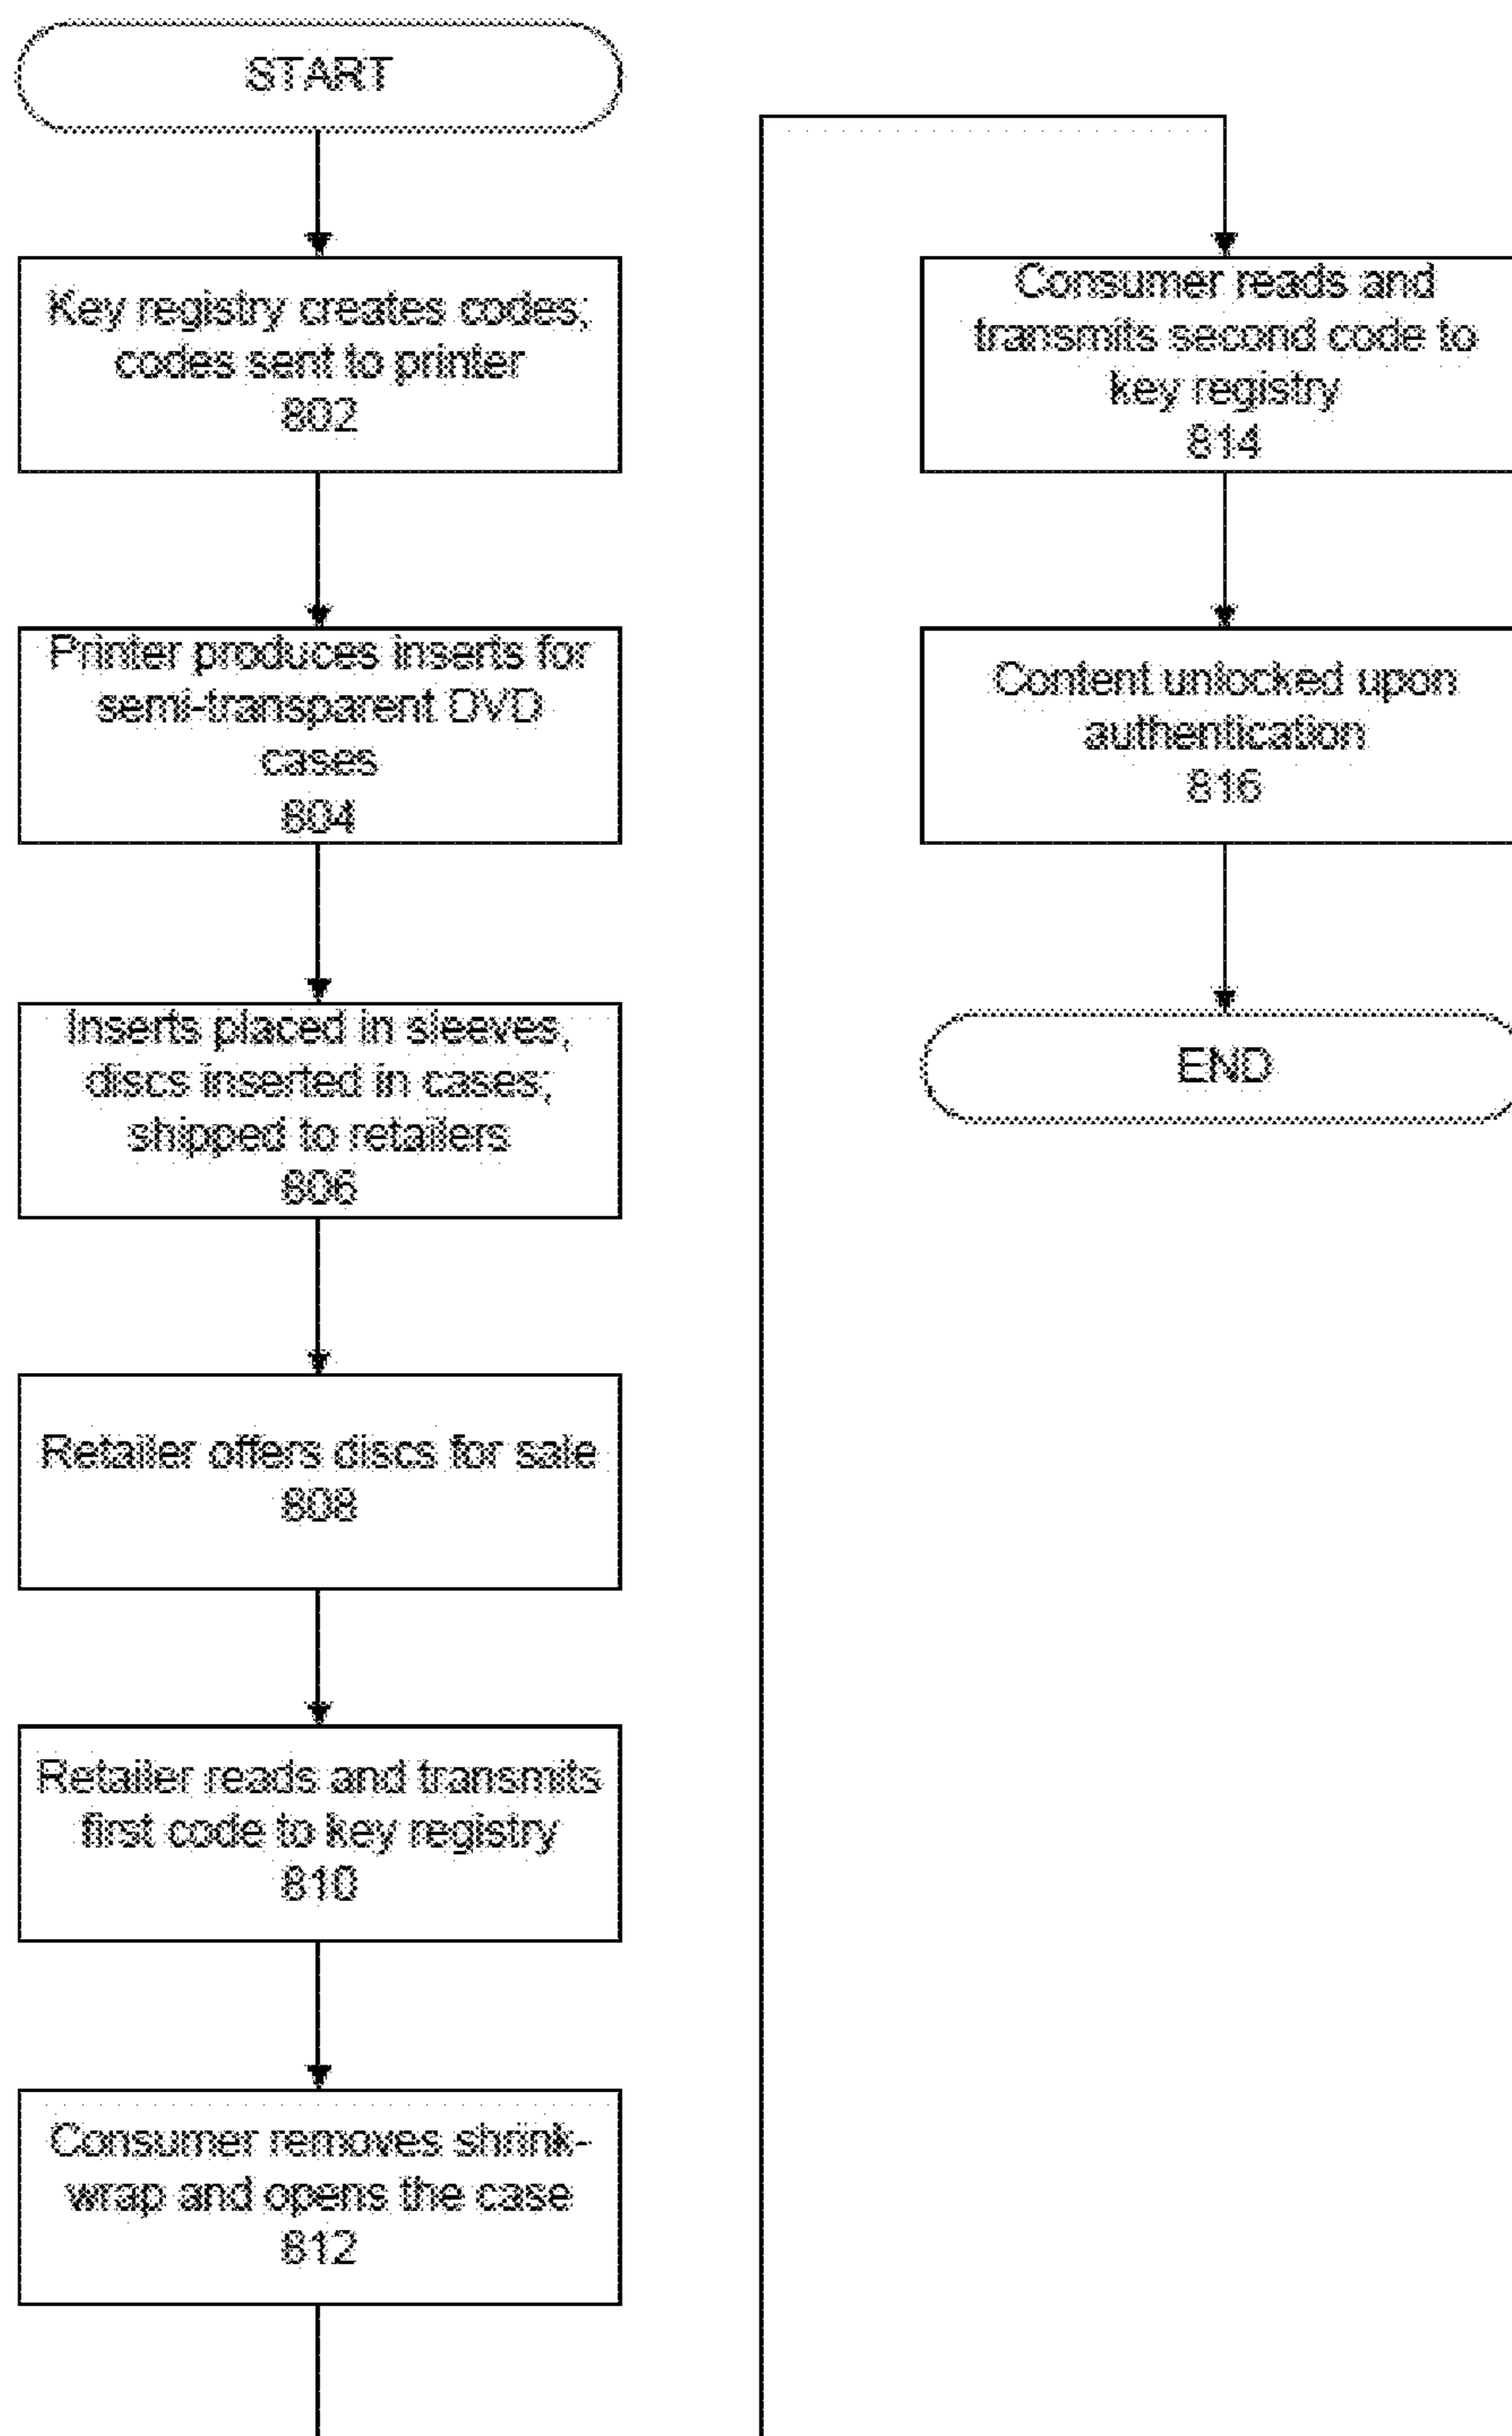 START
Key registry creates codes;
codes sent to printer
802
Printer produces inserts for
semi-transparent DVD
cases
804
Inserts placed in sleeves,
discs inserted in cases;
shipped to retailers
806
Retailer offers discs for sale
808
Retailer reads and transmits
first code to key registry
810
Consumer removes shrink-
wrap and opens the case
812
Consumer reads and
transmits second code to
key registry
814
Content unlocked upon
authentication
816
END